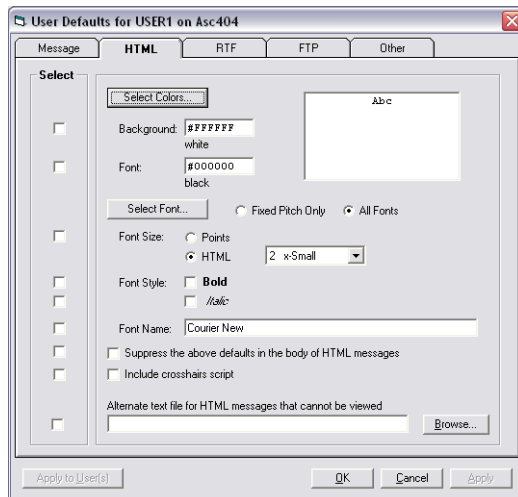 User Defaults for USER1 on Asc404
Message HTML RTF FTP Other
Select
Select Colors...
Abc
Background: #FFFFFF
white
Font: #000000
black
Select Font... Fixed Pitch Only All Fonts
Font Size: Points
HTML 2 x-Small
Font Style: Bold
Italic
Font Name: Courier New
Suppress the above defaults in the body of HTML messages
Include crosshairs script
Alternate text file for HTML messages that cannot be viewed
Browse...
Apply to User(s) OK Cancel Apply